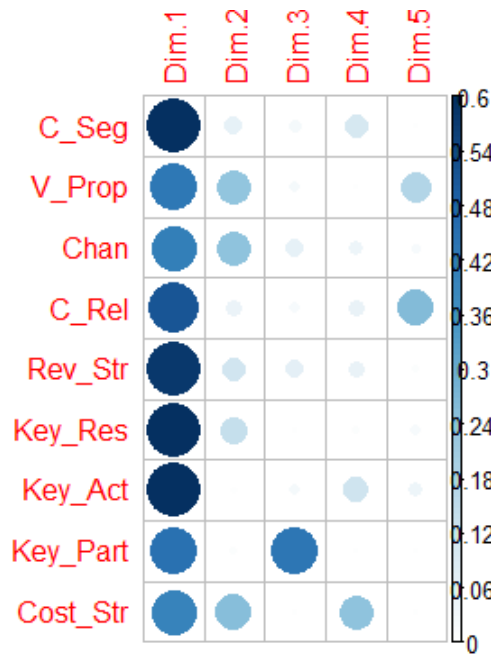 Dim.1 Dim.2 Dim.3 Dim.4 Dim.5
C_Seg
V_Prop
Chan
C_Rel
Rev_Str
Key_Res
Key_Act
Key_Part
Cost_Str
0.6
0.54
0.48
0.42
0.36
0.3
0.24
0.18
0.12
0.06
0